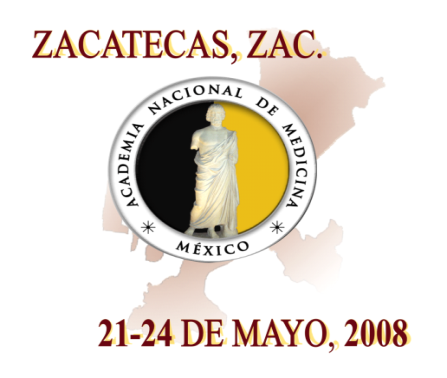 ZACATECAS, ZAC.
ACADEMIA NACIONAL DE MEDICINA
* MÉXICO *
21-24 DE MAYO, 2008